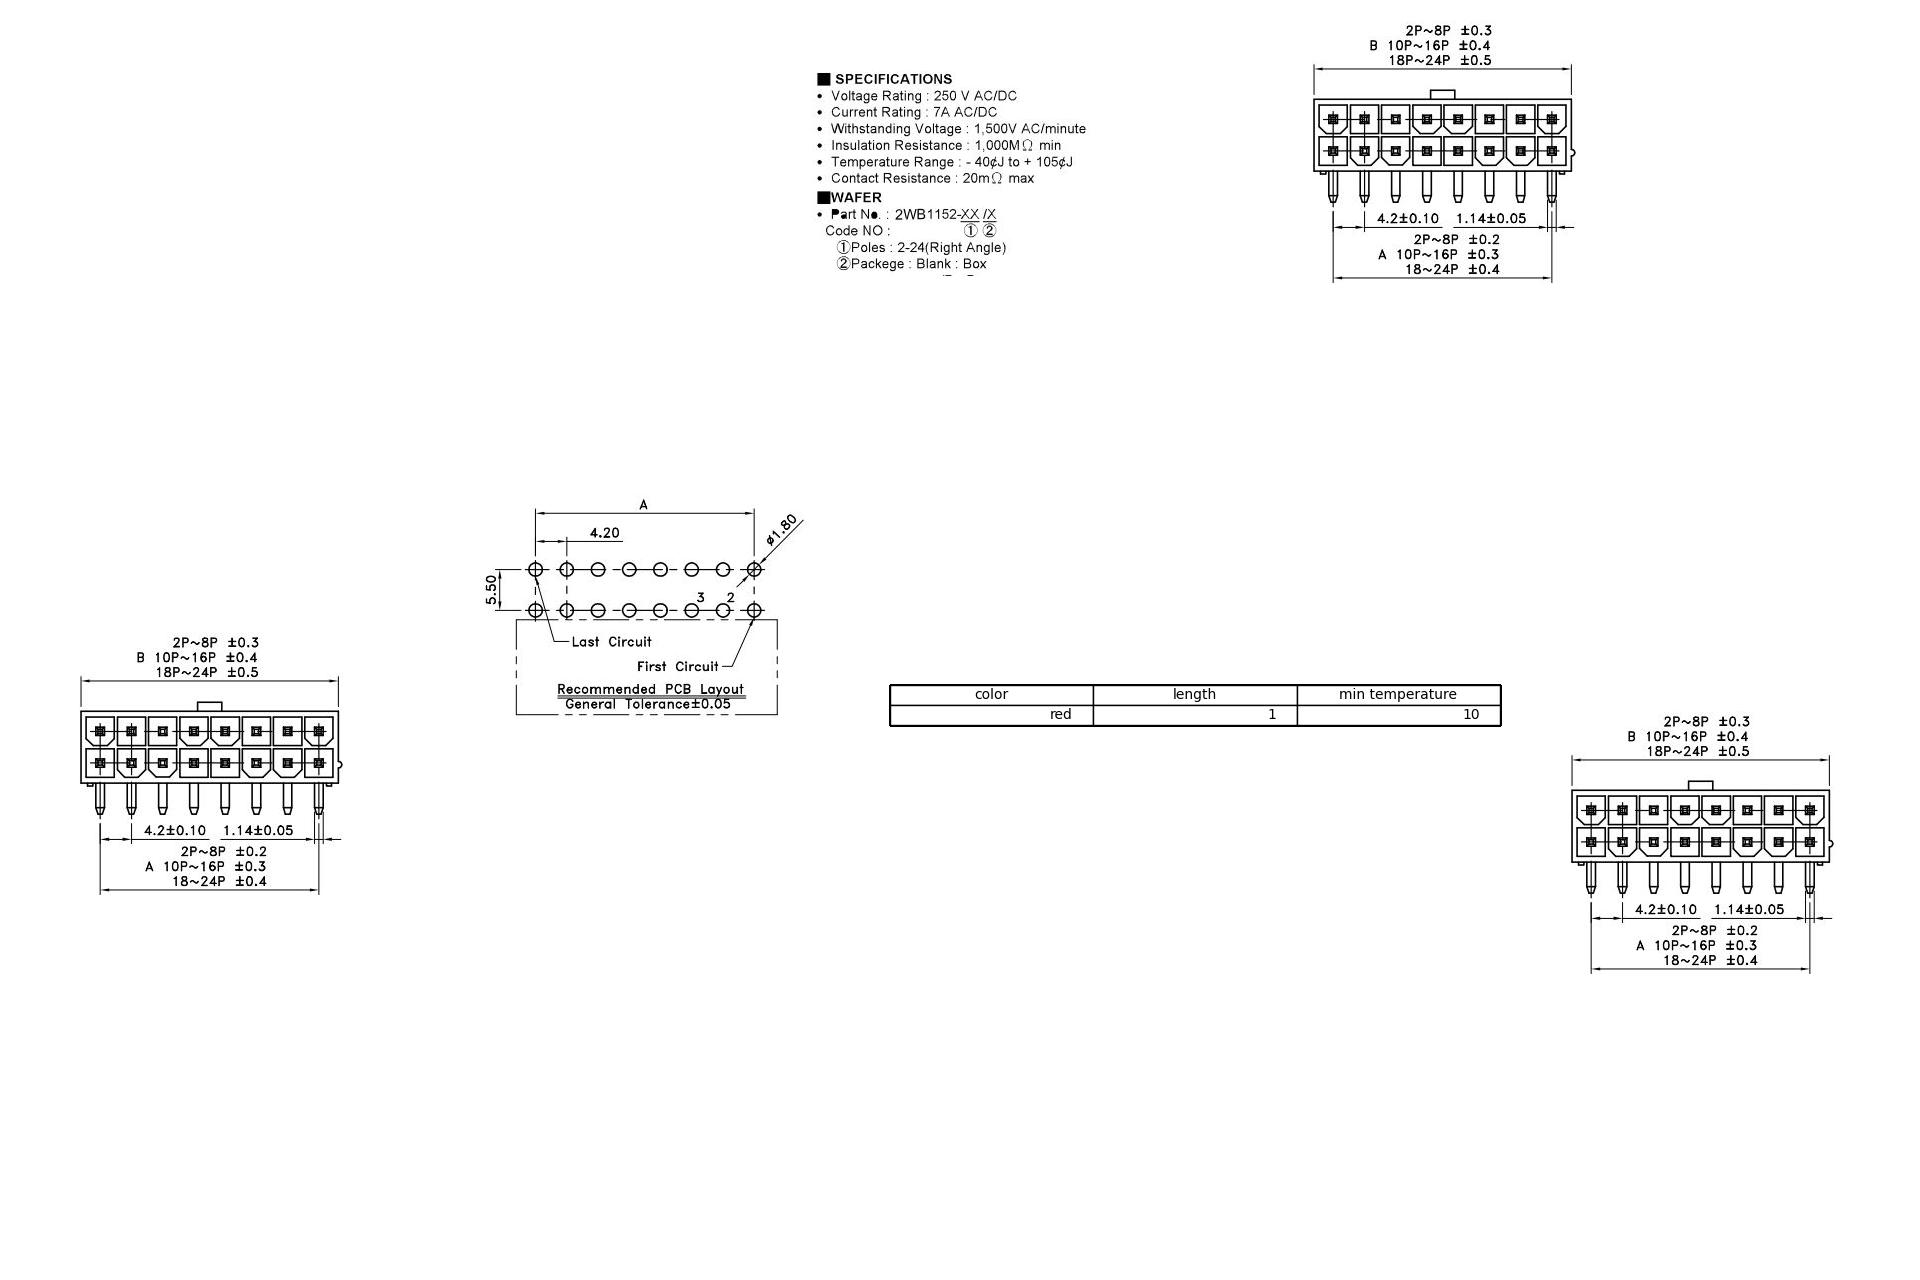 2P~8P ±0.3
B 10P~16P ±0.4
18P~24P ±0.5
4.2±0.10 1.14±0.05
2P~8P ±0.2
A 10P~16P ±0.3
18~24P ±0.4
■ SPECIFICATIONS
• Voltage Rating : 250 V AC/DC
• Current Rating : 7A AC/DC
• Withstanding Voltage : 1,500V AC/minute
• Insulation Resistance : 1,000MΩ min
• Temperature Range : - 40¢J to + 105¢J
• Contact Resistance : 20mΩ max
■WAFER
• Part No. : 2WB1152-XX /X
Code NO : ① ②
①Poles : 2-24(Right Angle)
②Packege : Blank : Box
A
4.20
ø1.80
5.50
3 2
Last Circuit
First Circuit
Recommended PCB Layout
General Tolerance±0.05
2P~8P ±0.3
B 10P~16P ±0.4
18P~24P ±0.5
4.2±0.10 1.14±0.05
2P~8P ±0.2
A 10P~16P ±0.3
18~24P ±0.4
color length min temperature
red 1 10
2P~8P ±0.3
B 10P~16P ±0.4
18P~24P ±0.5
4.2±0.10 1.14±0.05
2P~8P ±0.2
A 10P~16P ±0.3
18~24P ±0.4